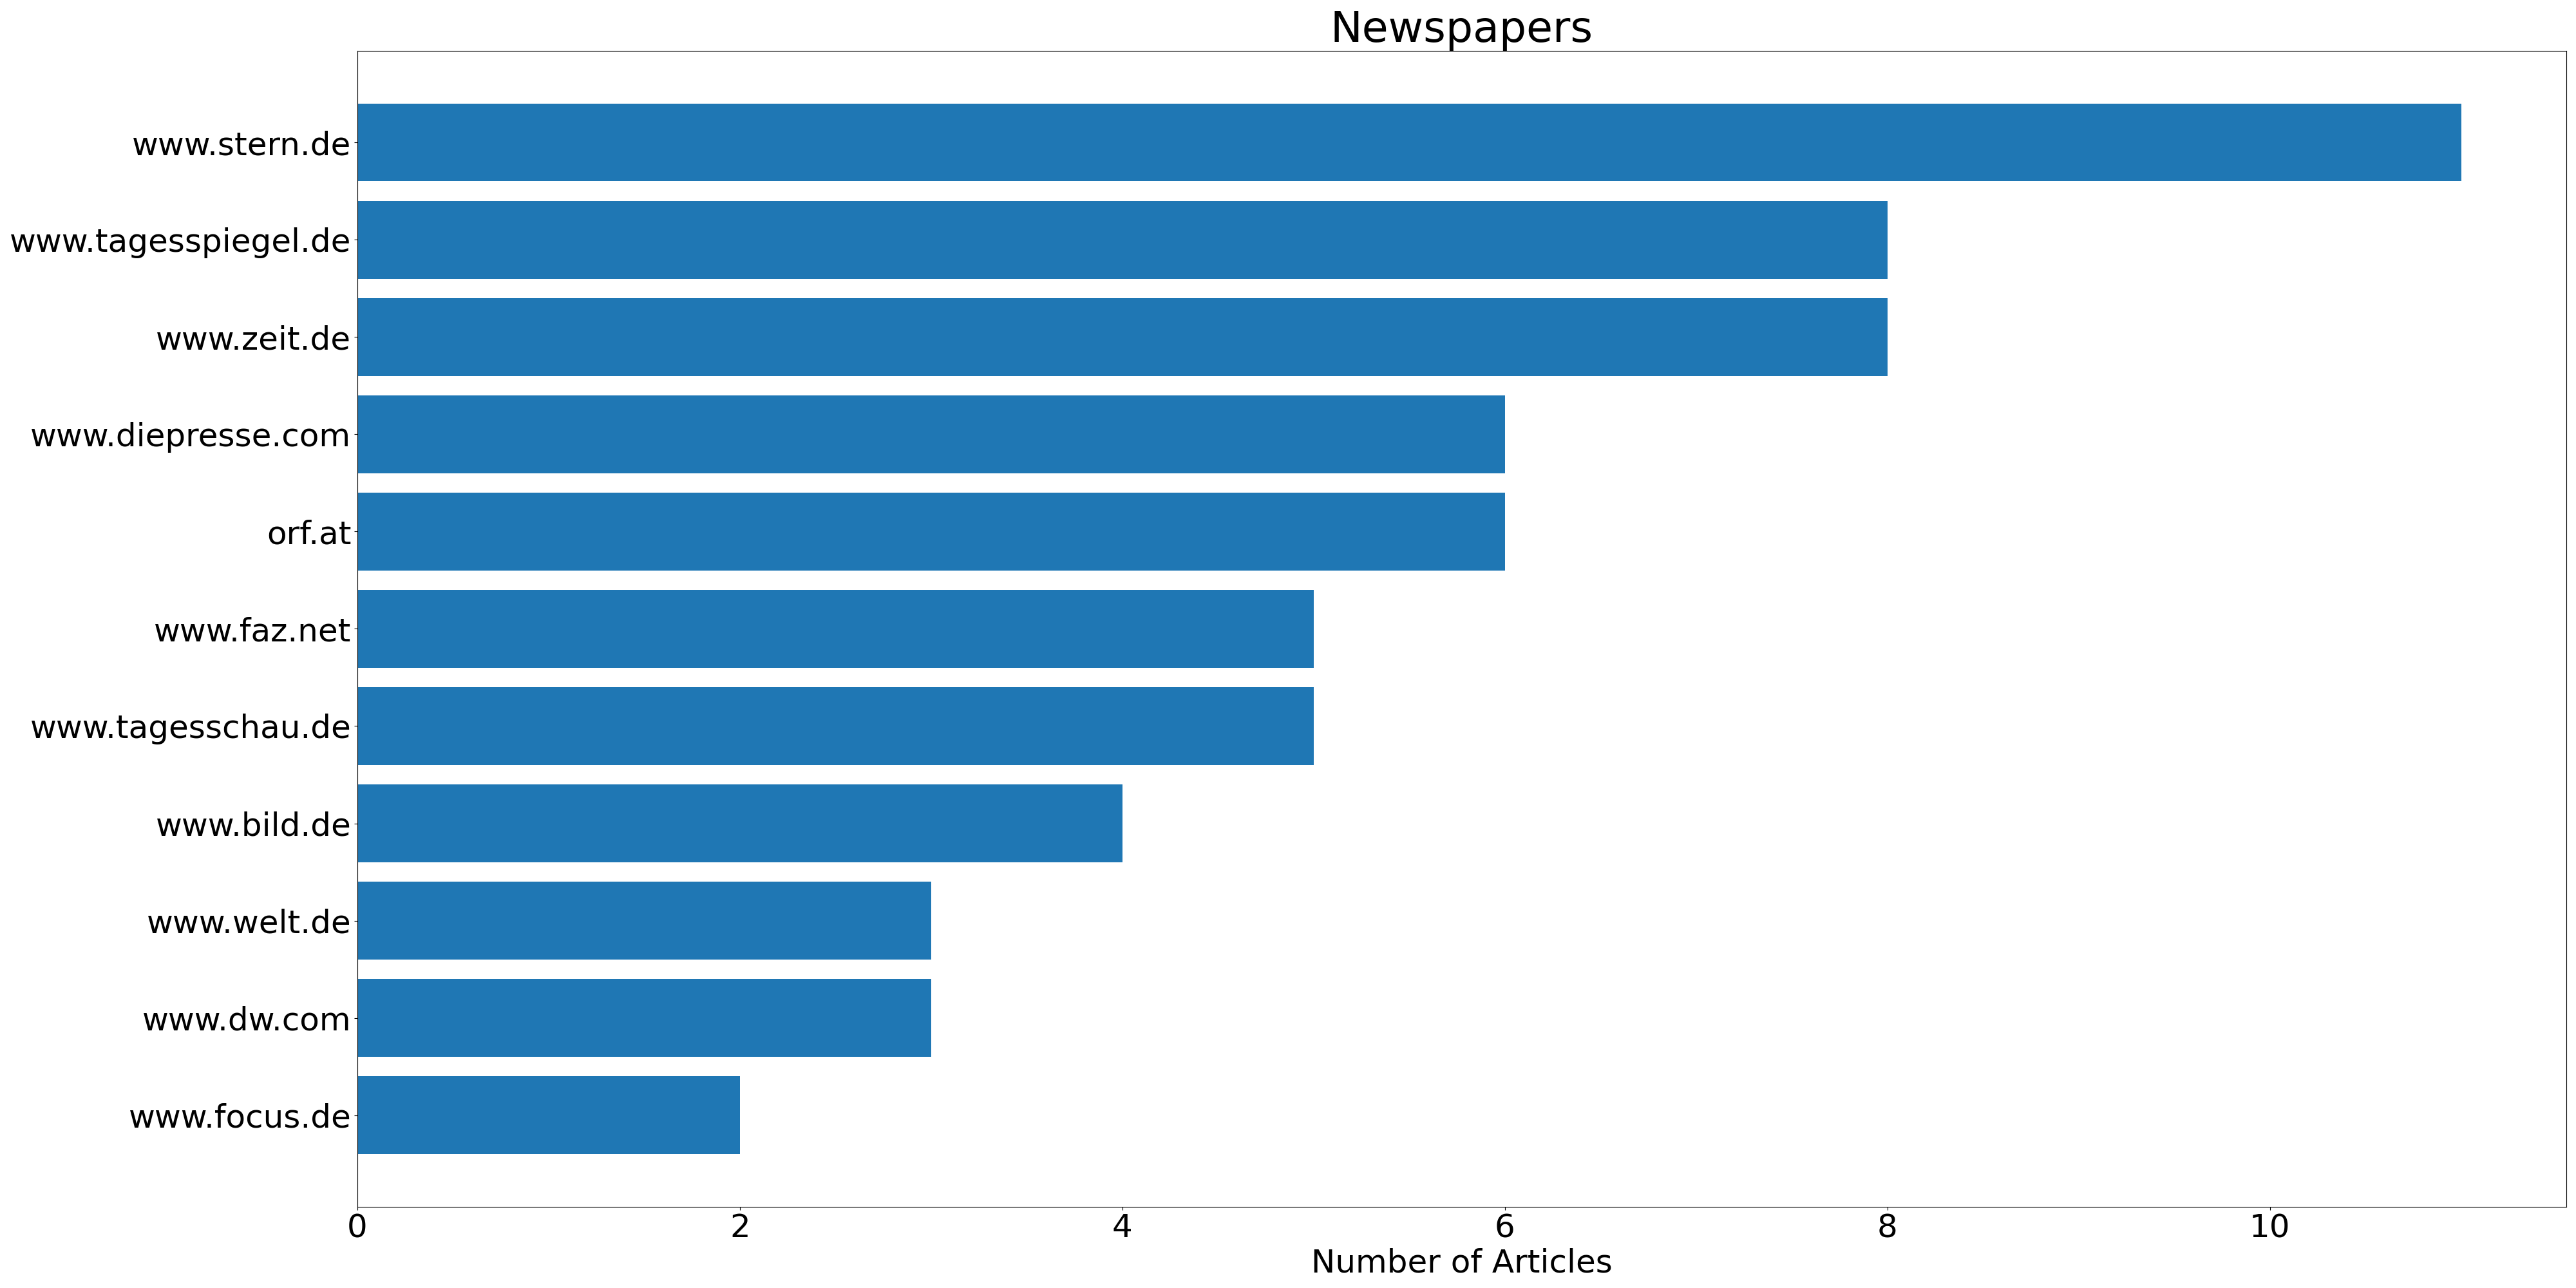 Newspapers
www.stern.de
www.tagesspiegel.de
www.zeit.de
www.diepresse.com
orf.at
www.faz.net
www.tagesschau.de
www.bild.de
www.welt.de
www.dw.com
www.focus.de
0 2 4 6 8 10
Number of Articles